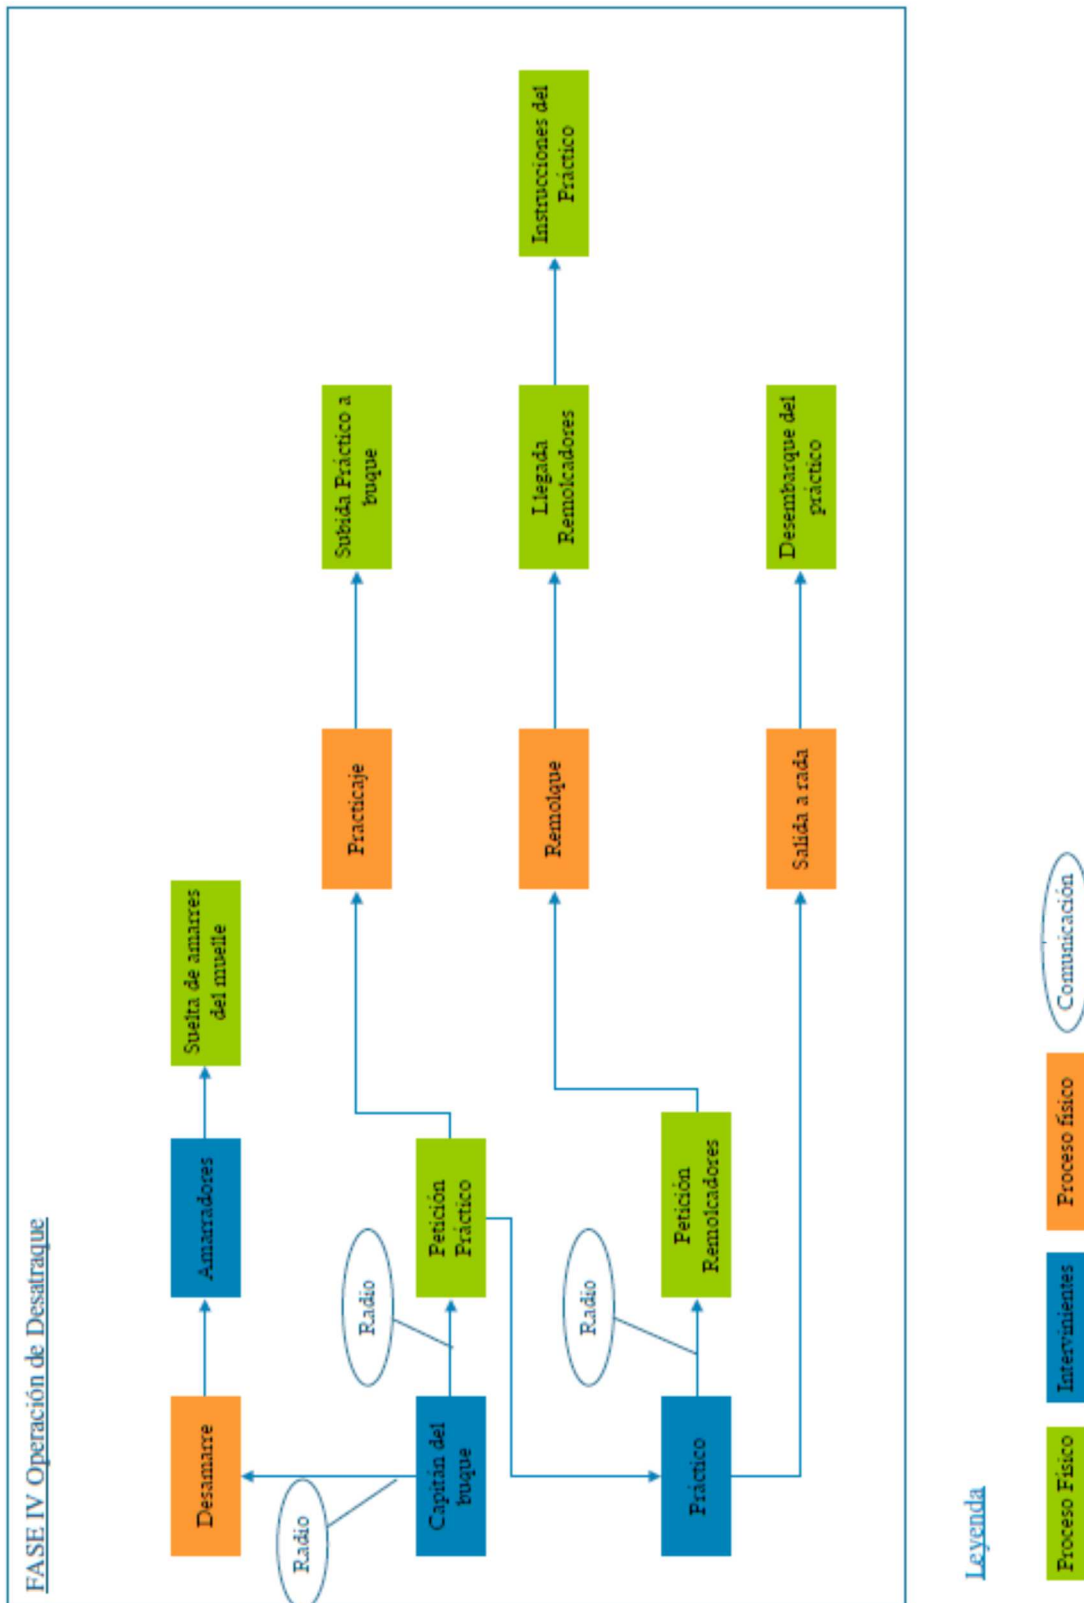 FASE IV Operación de Desatraque
Desamarre
Amarradores
Suelta de amarres
del muelle
Radio
Radio
Capitán del
buque
Petición
Práctico
Practicaje
Subida Práctico a
buque
Radio
Remolque
Llegada
Remolcadores
Instrucciones del
Práctico
Práctico
Petición
Remolcadores
Salida a rada
Desembarque del
práctico
Leyenda
Proceso Físico
Intervinientes
Proceso físico
Comunicación